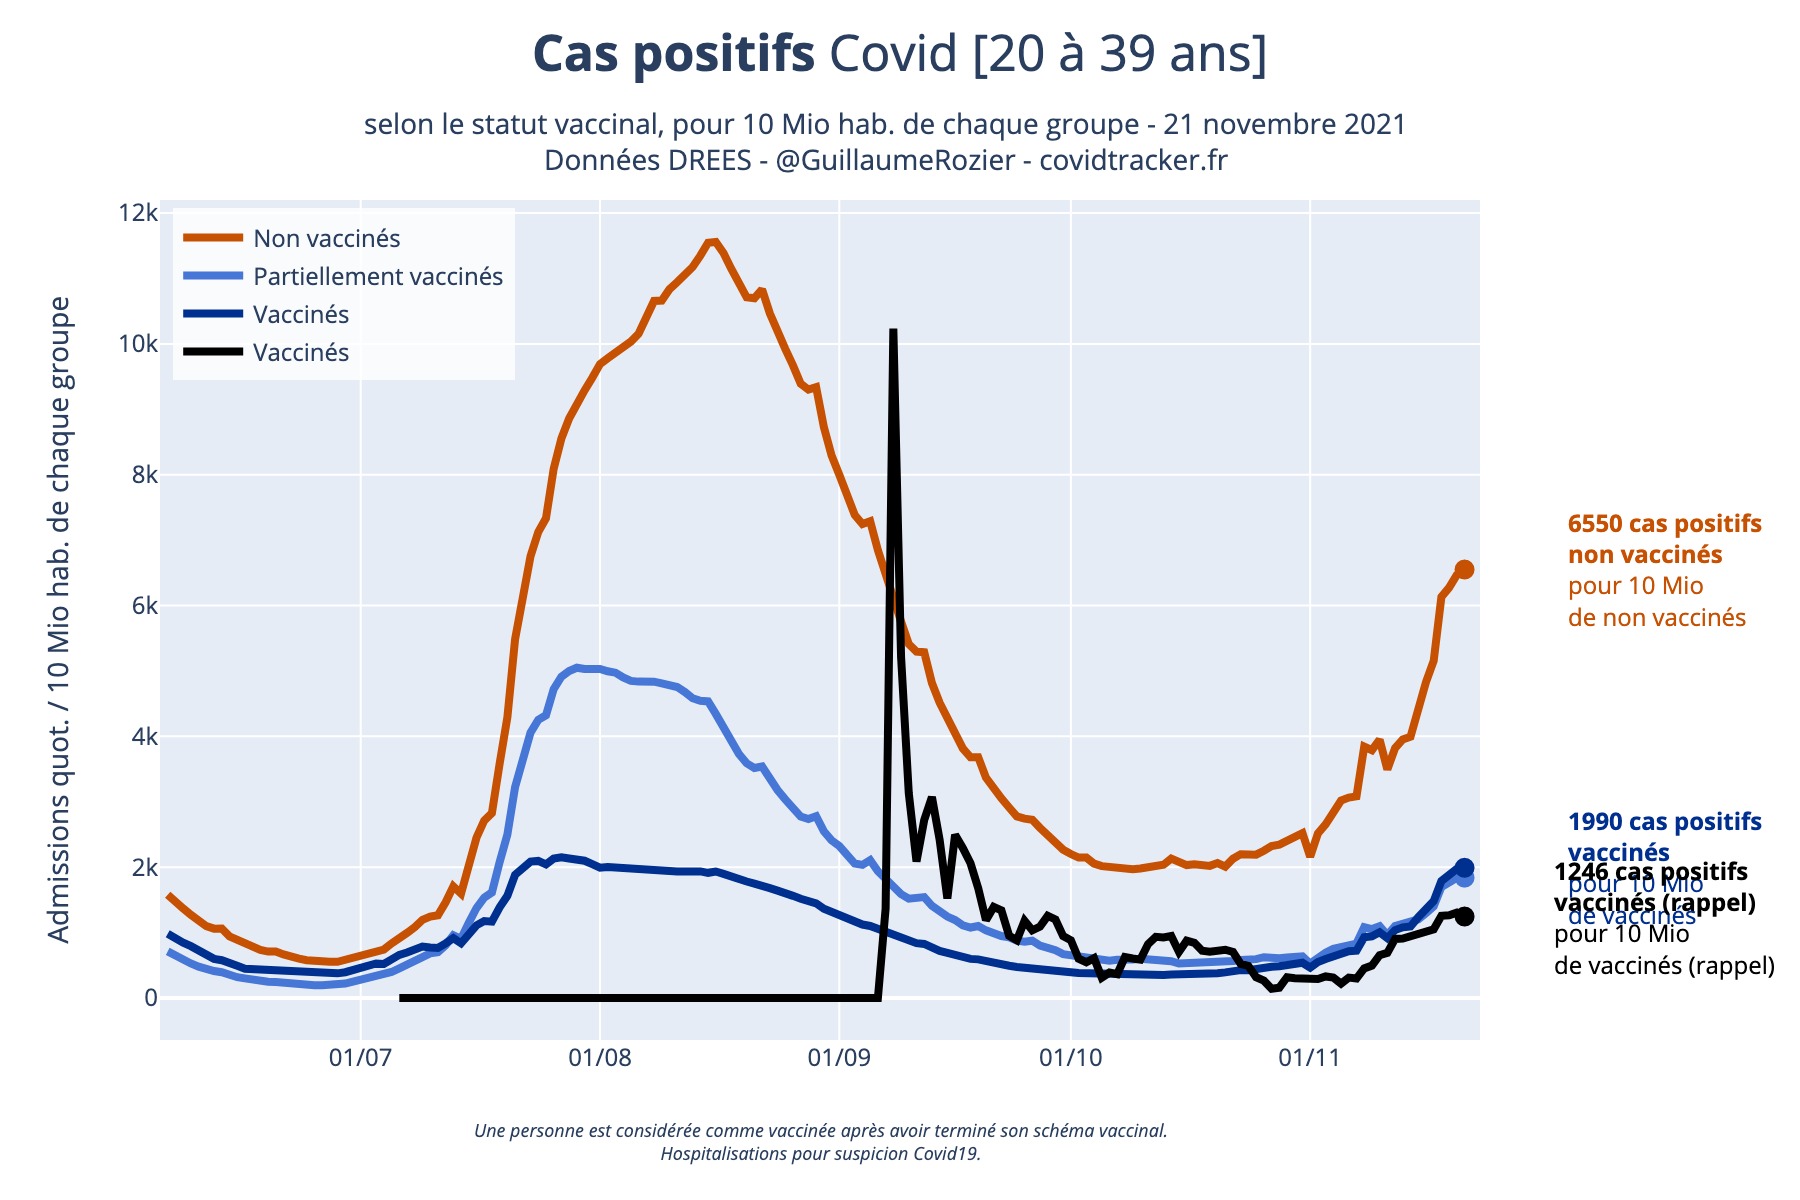 Cas positifs Covid [20 à 39 ans]
selon le statut vaccinal, pour 10 Mio hab. de chaque groupe - 21 novembre 2021
Données DREES - @GuillaumeRozier - covidtracker.fr
Admissions quot. / 10 Mio hab. de chaque groupe
12k
10k
8k
6k
4k
2k
0
Non vaccinés
Partiellement vaccinés
Vaccinés
Vaccinés
01/07
01/08
01/09
01/10
01/11
6550 cas positifs
non vaccinés
pour 10 Mio
de non vaccinés
1990 cas positifs
vaccinés
pour 10 Mio
de vaccinés
1246 cas positifs
vaccinés (rappel)
pour 10 Mio
de vaccinés (rappel)
Une personne est considérée comme vaccinée après avoir terminé son schéma vaccinal.
Hospitalisations pour suspicion Covid19.